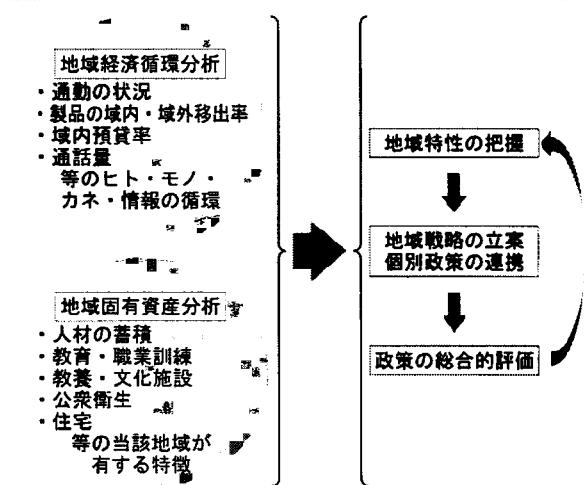 地域経済循環分析
・通勤の状況
・製品の域内・域外移出率
・域内預貸率
・通話量
等のヒト・モノ・
カネ・情報の循環
地域固有資産分析
・人材の蓄積
・教育・職業訓練
・教養・文化施設
・公衆衛生
・住宅
等の当該地域が
有する特徴
地域特性の把握
地域戦略の立案
個別政策の連携
政策の総合的評価